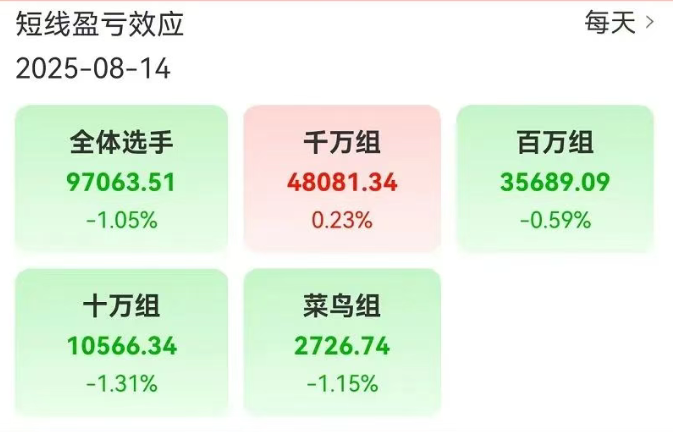 短线盈亏效应
每天 >
2025-08-14
全体选手
97063.51
-1.05%
千万组
48081.34
0.23%
百万组
35689.09
-0.59%
十万组
10566.34
-1.31%
菜鸟组
2726.74
-1.15%